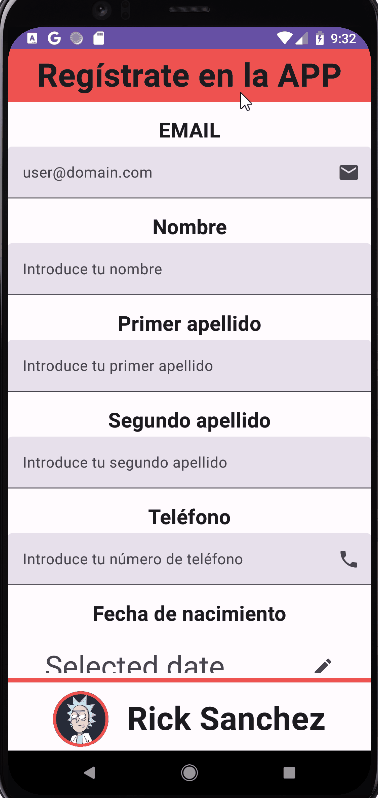 9:32
Regístrate en la APP
EMAIL
user@domain.com
Nombre
Introduce tu nombre
Primer apellido
Introduce tu primer apellido
Segundo apellido
Introduce tu segundo apellido
Teléfono
Introduce tu número de teléfono
Fecha de nacimiento
Selected date
Rick Sanchez